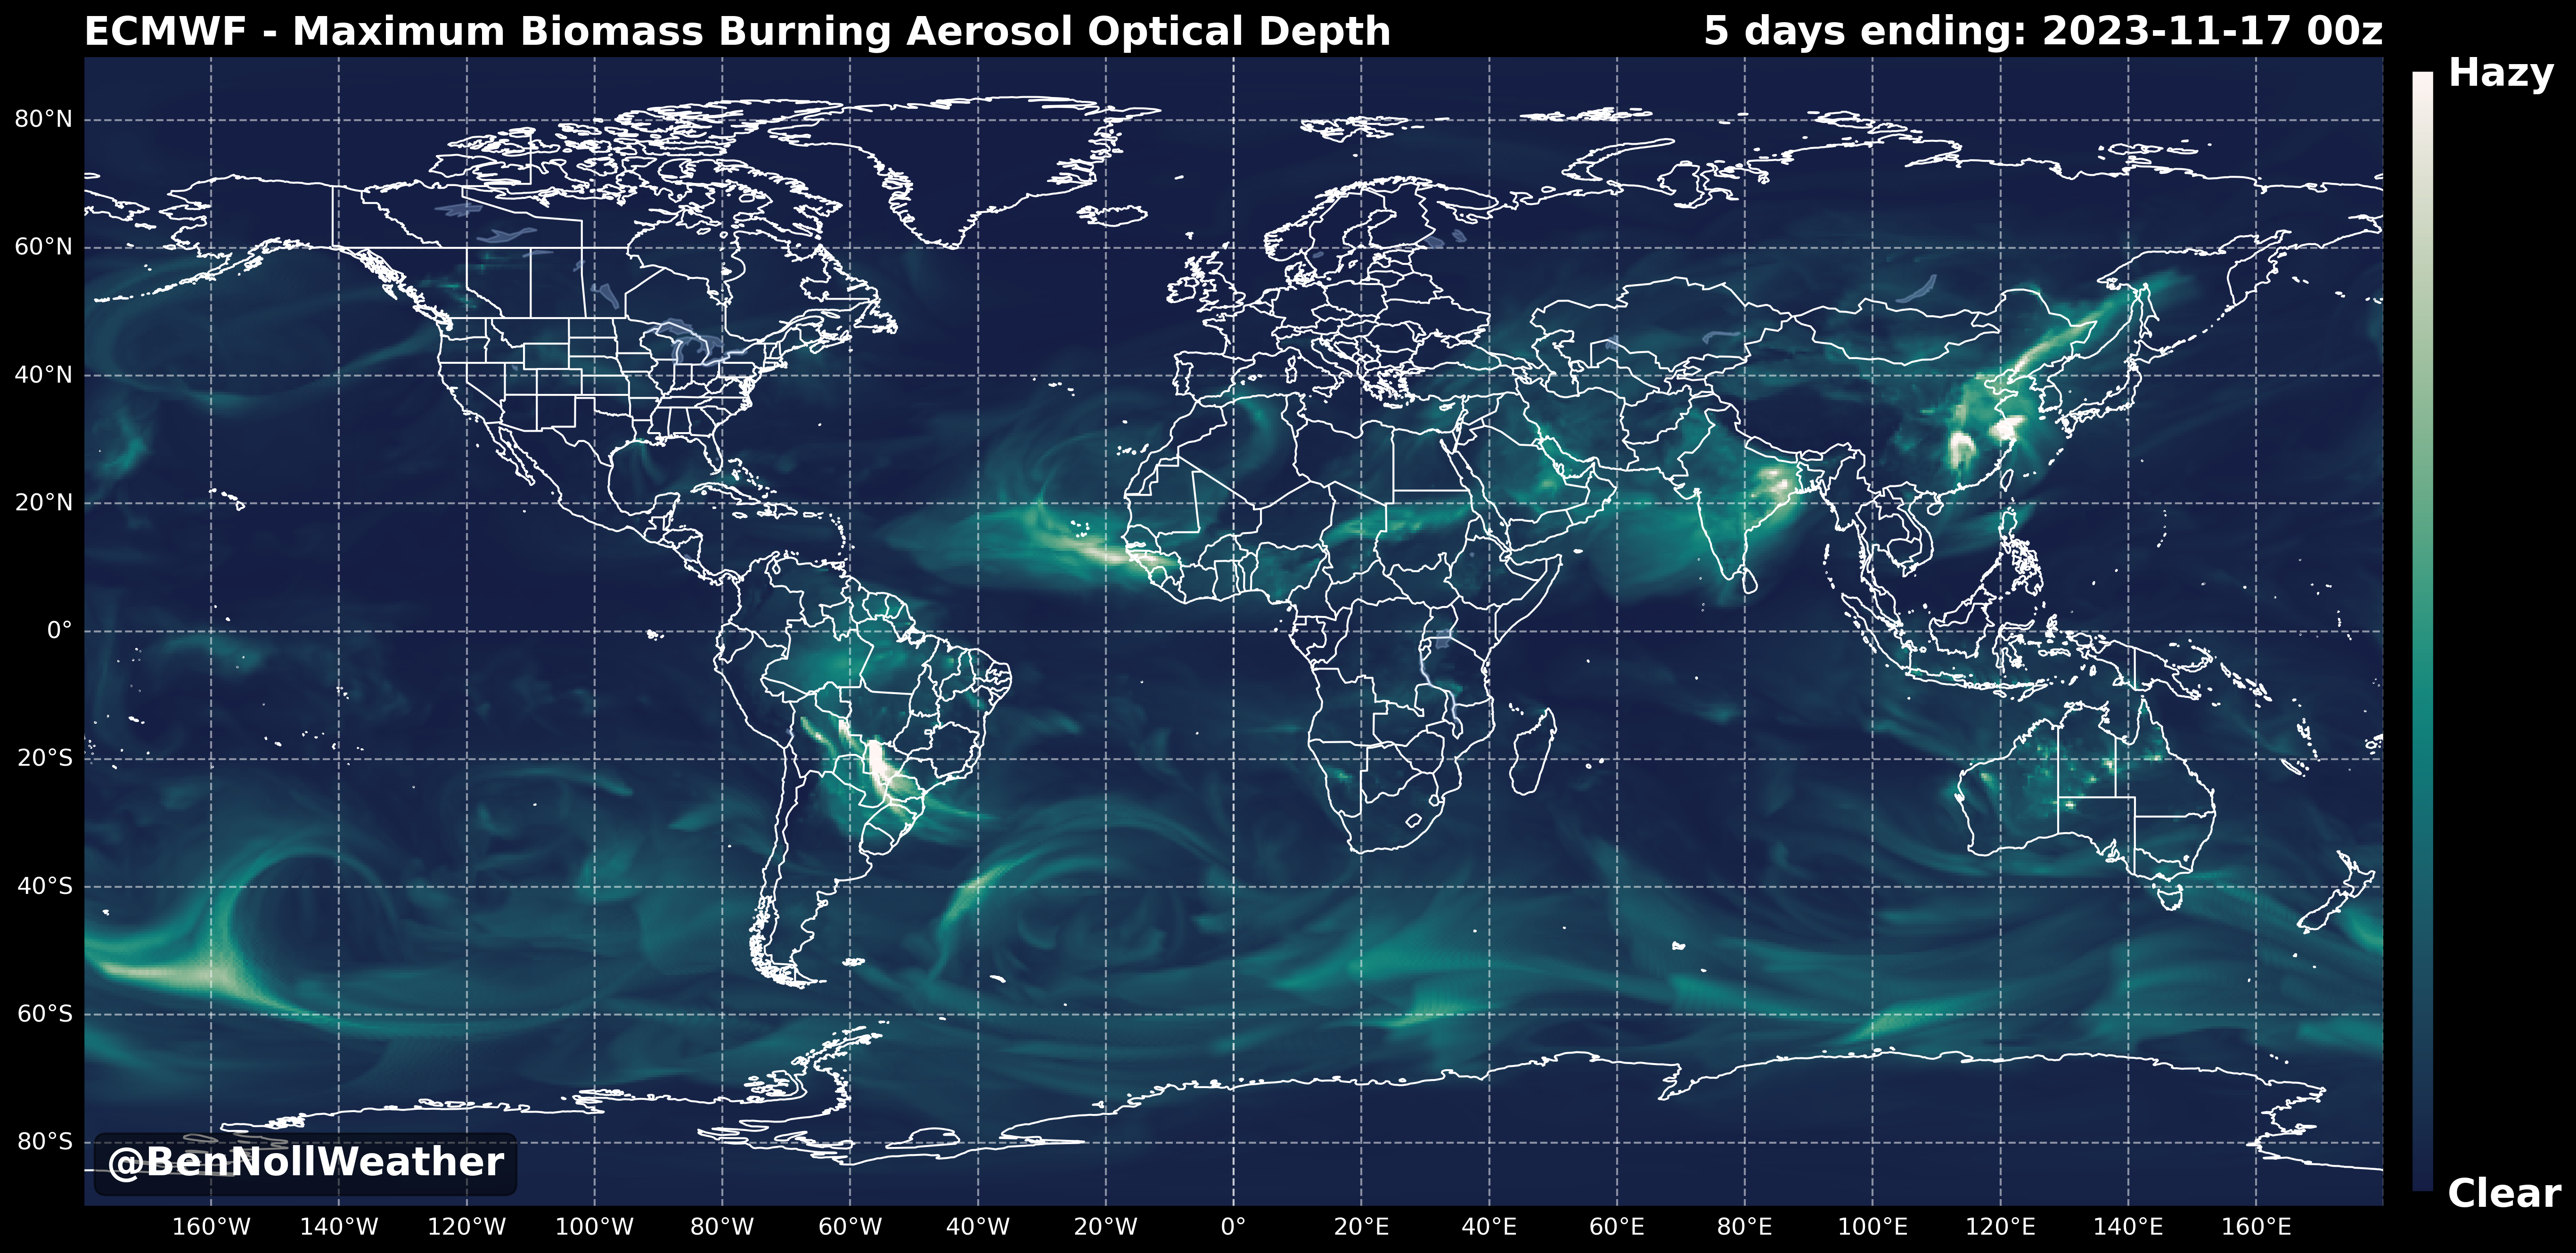 ECMWF - Maximum Biomass Burning Aerosol Optical Depth
5 days ending: 2023-11-17 00z
Hazy
80°N
60°N
40°N
20°N
0°
20°S
40°S
60°S
80°S
@BenNollWeather
Clear
160°W 140°W 120°W 100°W 80°W 60°W 40°W 20°W 0° 20°E 40°E 60°E 80°E 100°E 120°E 140°E 160°E